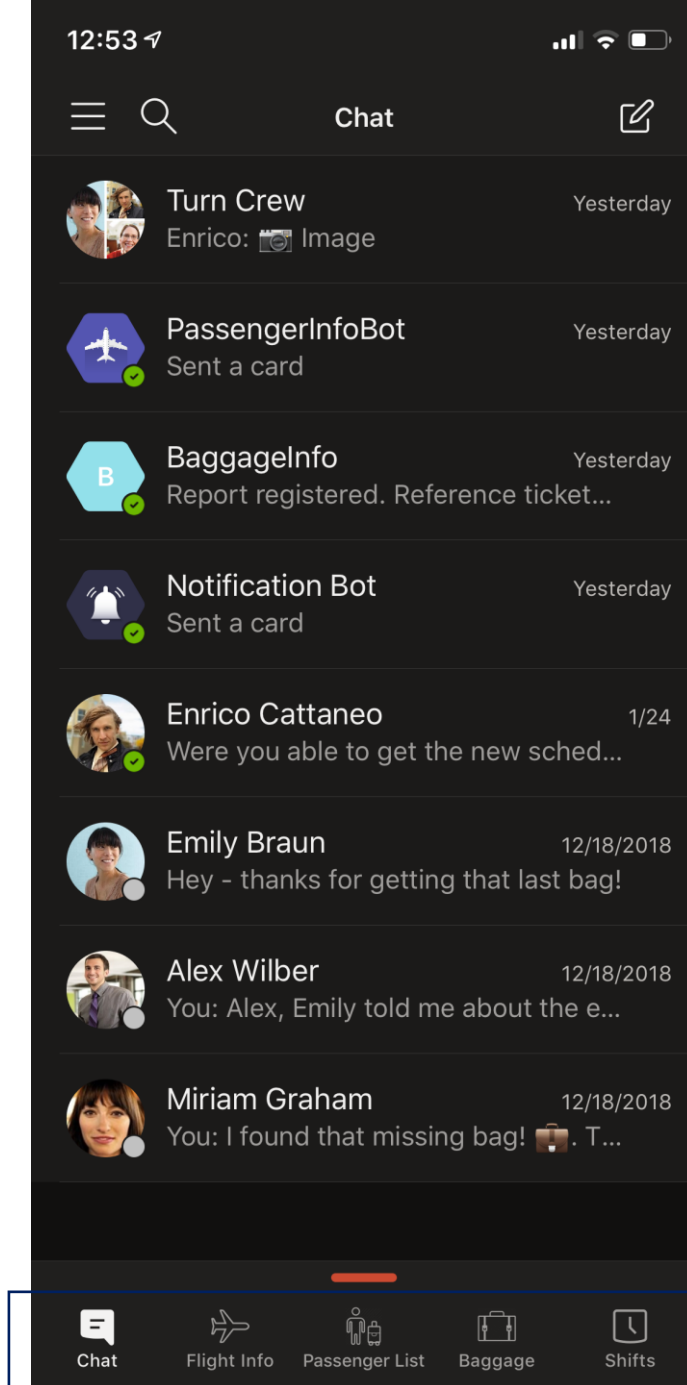 12:53
Chat
Turn Crew Yesterday
Enrico: 📷 Image
PassengerInfoBot Yesterday
Sent a card
B
BaggageInfo Yesterday
Report registered. Reference ticket...
Notification Bot Yesterday
Sent a card
Enrico Cattaneo 1/24
Were you able to get the new sched...
Emily Braun 12/18/2018
Hey - thanks for getting that last bag!
Alex Wilber 12/18/2018
You: Alex, Emily told me about the e...
Miriam Graham 12/18/2018
You: I found that missing bag! 💼. T...
Chat Flight Info Passenger List Baggage Shifts